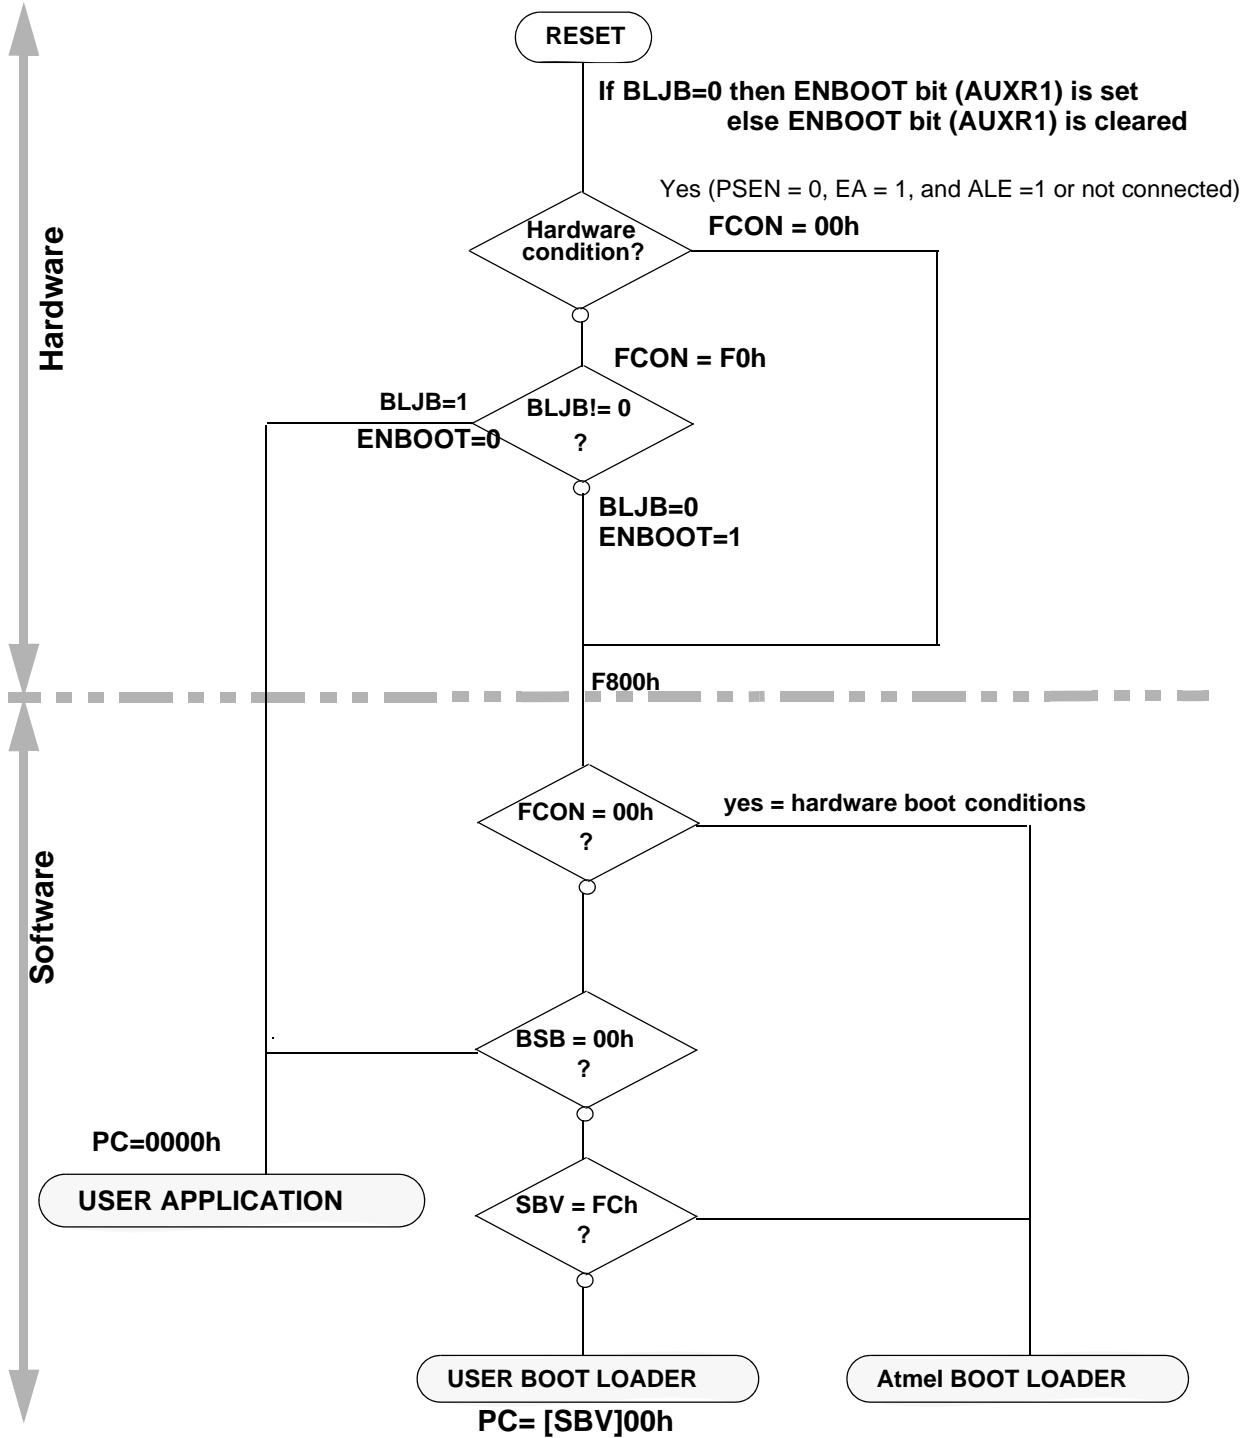 RESET
If BLJB=0 then ENBOOT bit (AUXR1) is set
else ENBOOT bit (AUXR1) is cleared
Yes (PSEN = 0, EA = 1, and ALE =1 or not connected)
FCON = 00h
Hardware
condition?
Hardware
FCON = F0h
BLJB=1
ENBOOT=0
BLJB!= 0
?
BLJB=0
ENBOOT=1
F800h
FCON = 00h
?
yes = hardware boot conditions
Software
BSB = 00h
?
PC=0000h
USER APPLICATION
SBV = FCh
?
USER BOOT LOADER
Atmel BOOT LOADER
PC= [SBV]00h